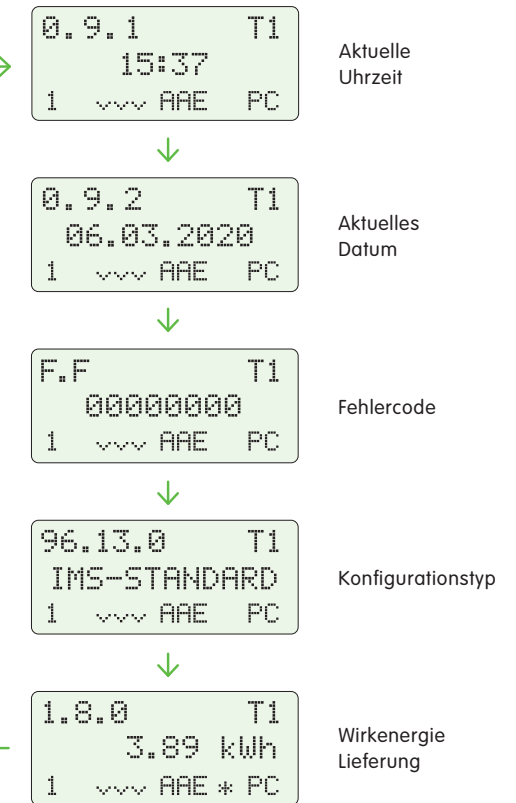 0.9.1 T1
15:37
1 AAE PC
Aktuelle
Uhrzeit
0.9.2 T1
06.03.2020
1 AAE PC
Aktuelles
Datum
F.F T1
00000000
1 AAE PC
Fehlercode
96.13.0 T1
IMS-STANDARD
1 AAE PC
Konfigurationstyp
1.8.0 T1
3.89 kWh
1 AAE * PC
Wirkenergie
Lieferung